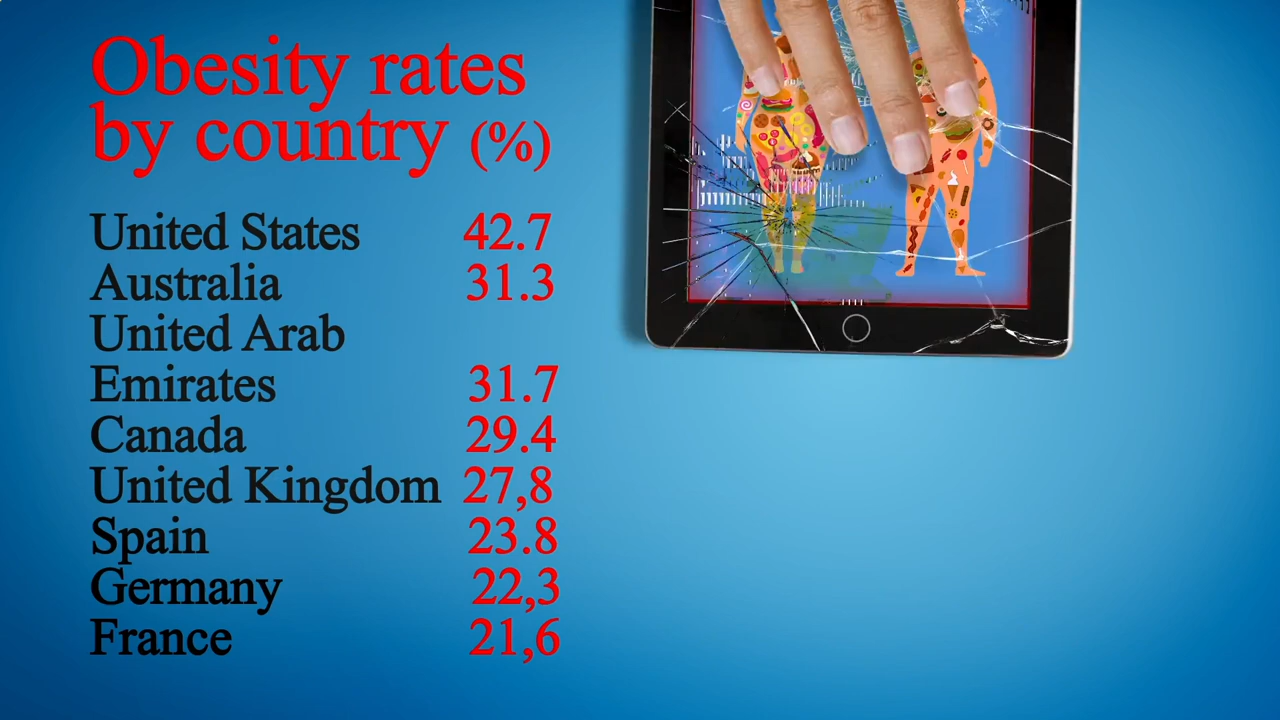 Obesity rates
by country (%)
United States 42.7
Australia 31.3
United Arab
Emirates 31.7
Canada 29.4
United Kingdom 27,8
Spain 23.8
Germany 22,3
France 21,6